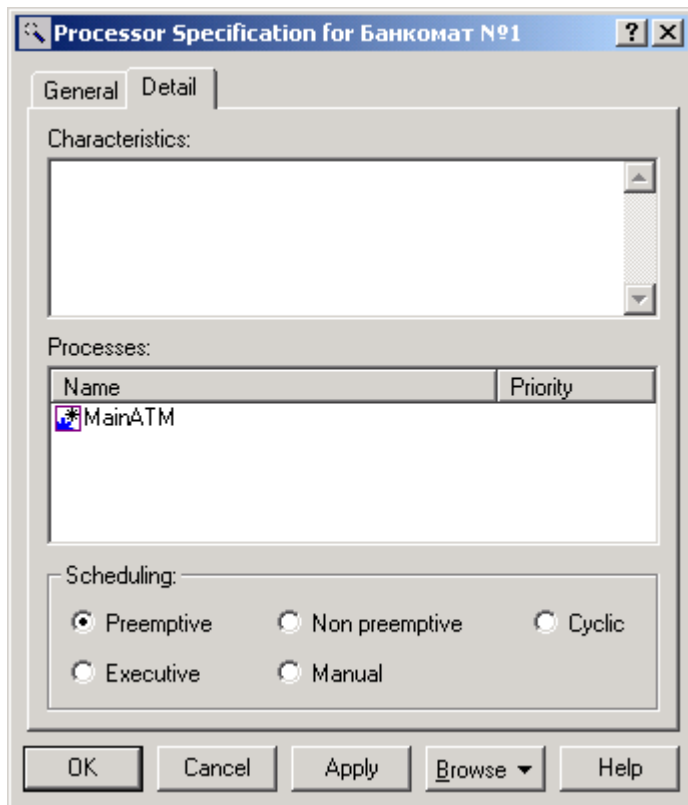 Processor Specification for Банкомат №1
General Detail
Characteristics:
Processes:
Name Priority
MainATM
Scheduling:
Preemptive Non preemptive Cyclic
Executive Manual
OK Cancel Apply Browse Help